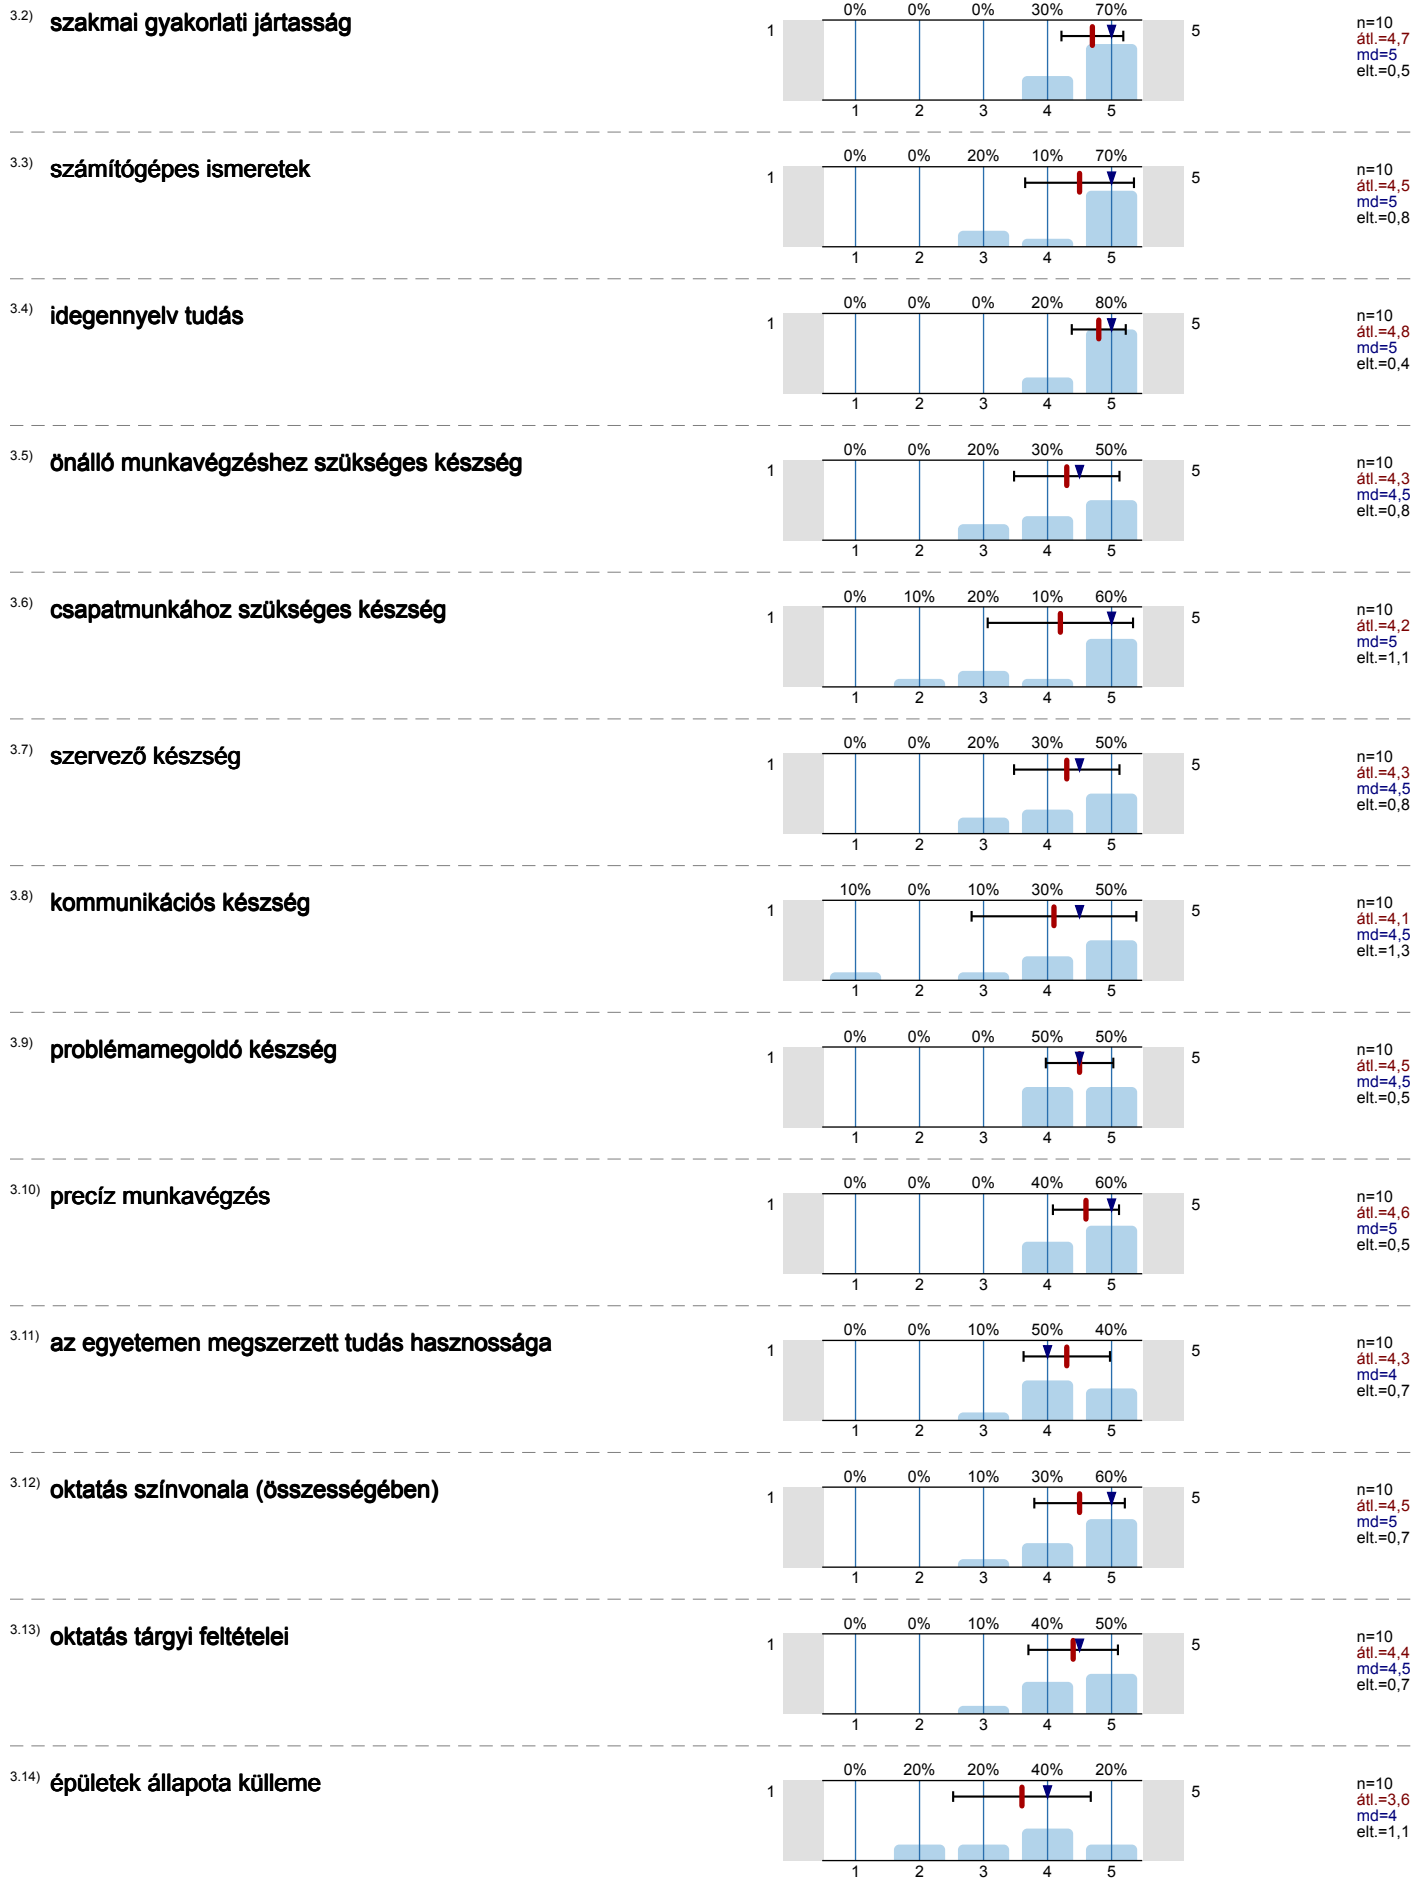 3.2) szakmai gyakorlati jártasság
0% 0% 0% 30% 70%
1 5
1 2 3 4 5
n=10
átl.=4,7
md=5
elt.=0,5
3.3) számítógépes ismeretek
0% 0% 20% 10% 70%
1 5
1 2 3 4 5
n=10
átl.=4,5
md=5
elt.=0,8
3.4) idegennyelv tudás
0% 0% 0% 20% 80%
1 5
1 2 3 4 5
n=10
átl.=4,8
md=5
elt.=0,4
3.5) önálló munkavégzéshez szükséges készség
0% 0% 20% 30% 50%
1 5
1 2 3 4 5
n=10
átl.=4,3
md=4,5
elt.=0,8
3.6) csapatmunkához szükséges készség
0% 10% 20% 10% 60%
1 5
1 2 3 4 5
n=10
átl.=4,2
md=5
elt.=1,1
3.7) szervező készség
0% 0% 20% 30% 50%
1 5
1 2 3 4 5
n=10
átl.=4,3
md=4,5
elt.=0,8
3.8) kommunikációs készség
10% 0% 10% 30% 50%
1 5
1 2 3 4 5
n=10
átl.=4,1
md=4,5
elt.=1,3
3.9) problémamegoldó készség
0% 0% 0% 50% 50%
1 5
1 2 3 4 5
n=10
átl.=4,5
md=4,5
elt.=0,5
3.10) precíz munkavégzés
0% 0% 0% 40% 60%
1 5
1 2 3 4 5
n=10
átl.=4,6
md=5
elt.=0,5
3.11) az egyetemen megszerzett tudás hasznossága
0% 0% 10% 50% 40%
1 5
1 2 3 4 5
n=10
átl.=4,3
md=4
elt.=0,7
3.12) oktatás színvonala (összességében)
0% 0% 10% 30% 60%
1 5
1 2 3 4 5
n=10
átl.=4,5
md=5
elt.=0,7
3.13) oktatás tárgyi feltételei
0% 0% 10% 40% 50%
1 5
1 2 3 4 5
n=10
átl.=4,4
md=4,5
elt.=0,7
3.14) épületek állapota külleme
0% 20% 20% 40% 20%
1 5
1 2 3 4 5
n=10
átl.=3,6
md=4
elt.=1,1